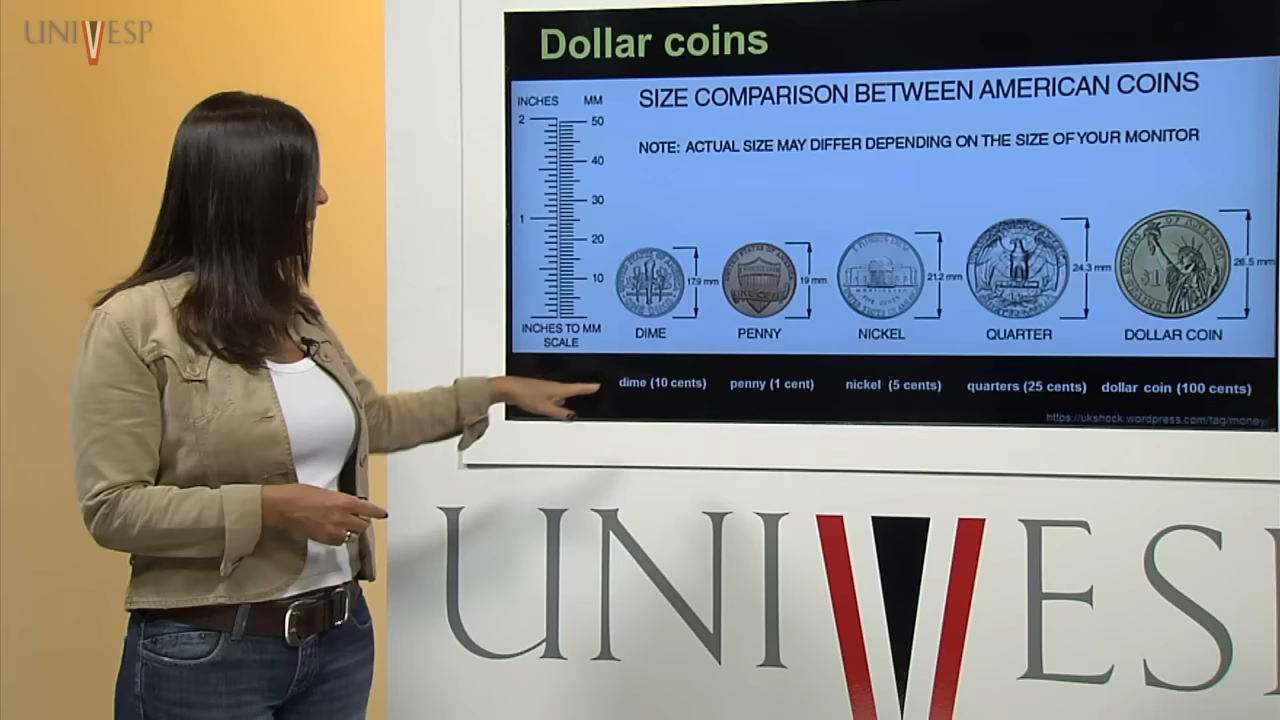 UNIVESP
Dollar coins
SIZE COMPARISON BETWEEN AMERICAN COINS
NOTE: ACTUAL SIZE MAY DIFFER DEPENDING ON THE SIZE OF YOUR MONITOR
INCHES MM
2 50
40
30
1
20
10
INCHES TO MM
SCALE
17.9 mm 19 mm 21.2 mm 24.3 mm 26.5 mm
$1
DIME PENNY NICKEL QUARTER DOLLAR COIN
dime (10 cents) penny (1 cent) nickel (5 cents) quarters (25 cents) dollar coin (100 cents)
https://ukshock.wordpress.com/tag/money/
UNIVES